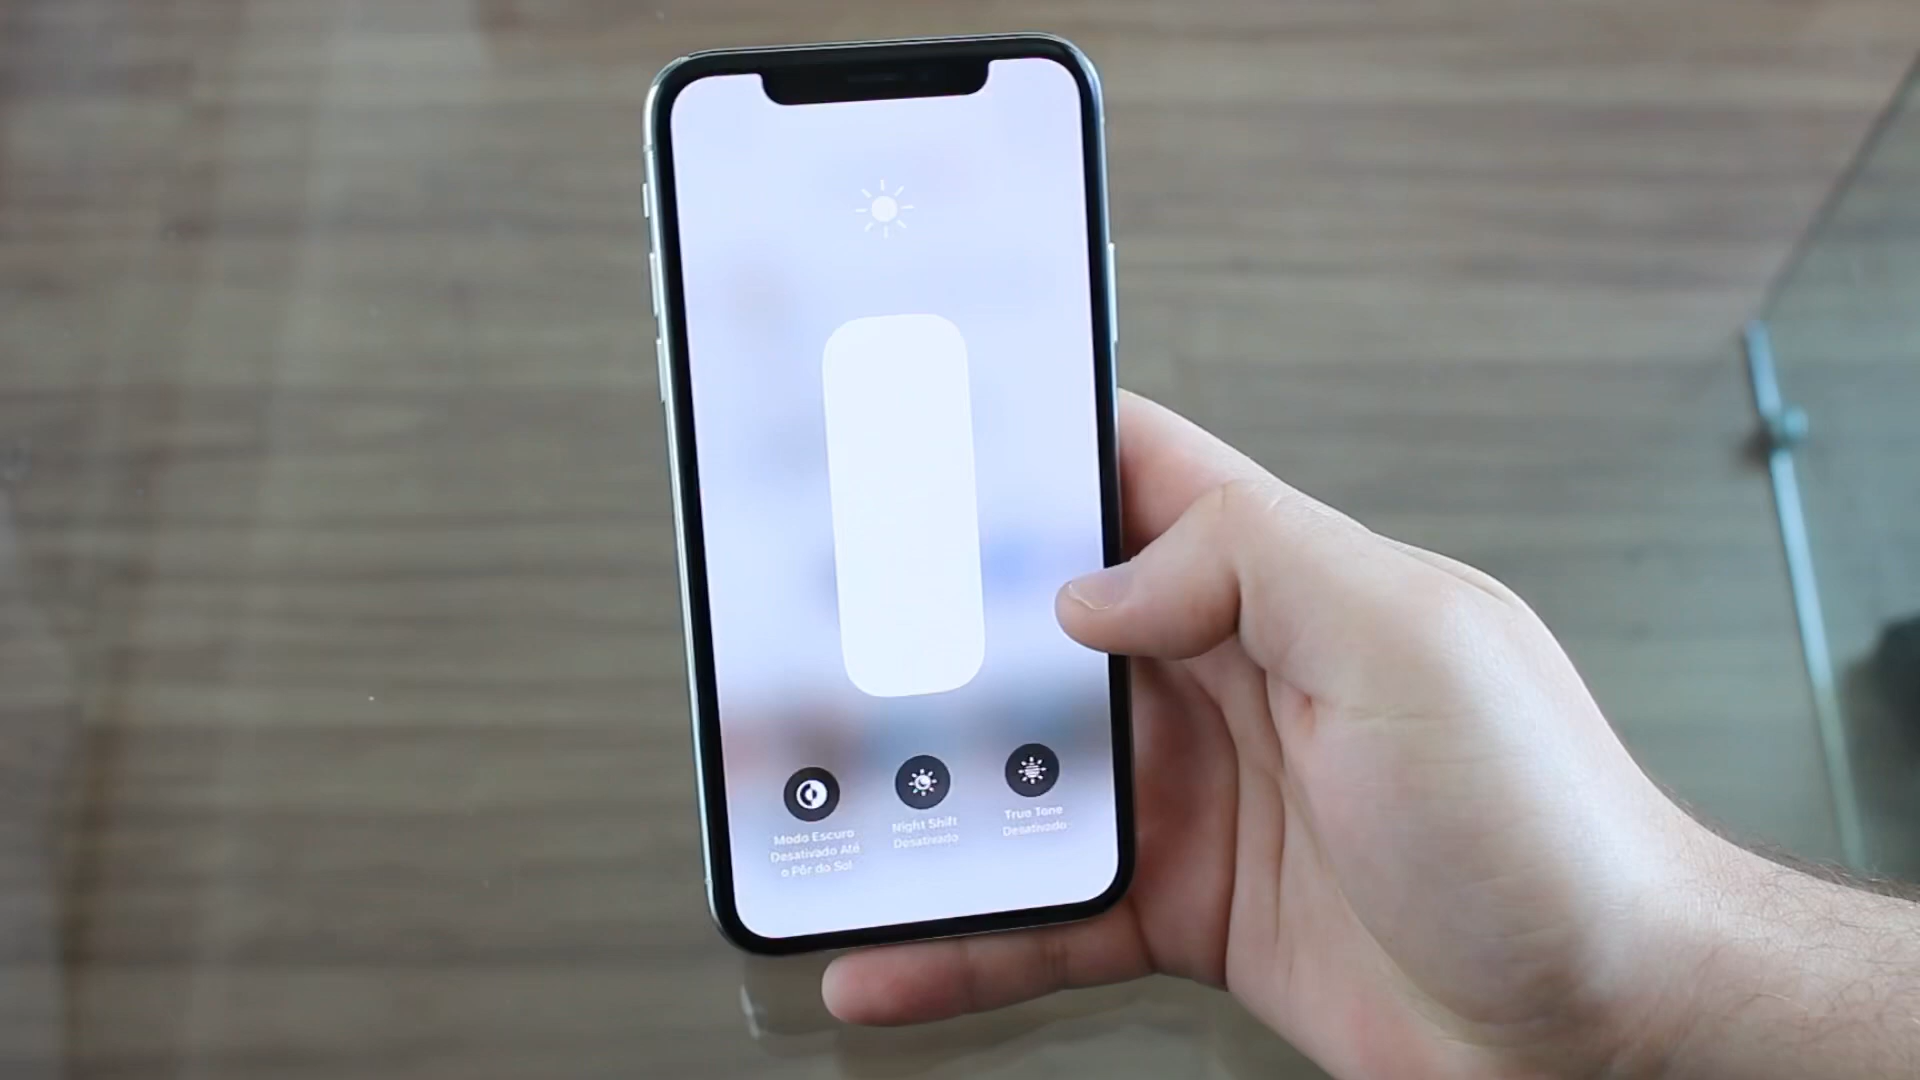 Modo Escuro
Desativado Até
o Pôr do Sol
Night Shift
Desativado
True Tone
Desativado